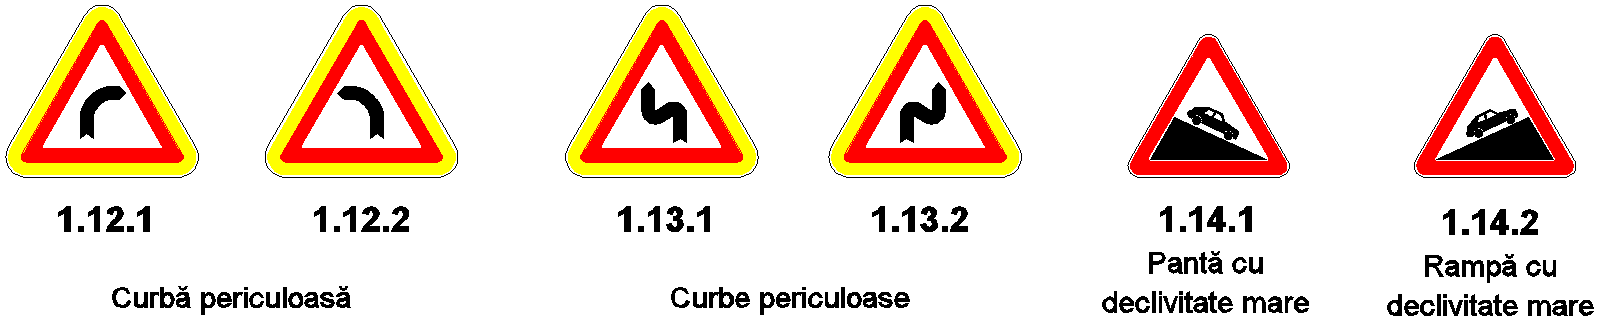 1.12.1
1.12.2
1.13.1
1.13.2
1.14.1
1.14.2
Curbă periculoasă
Curbe periculoase
Pantă cu
declivitate mare
Rampă cu
declivitate mare